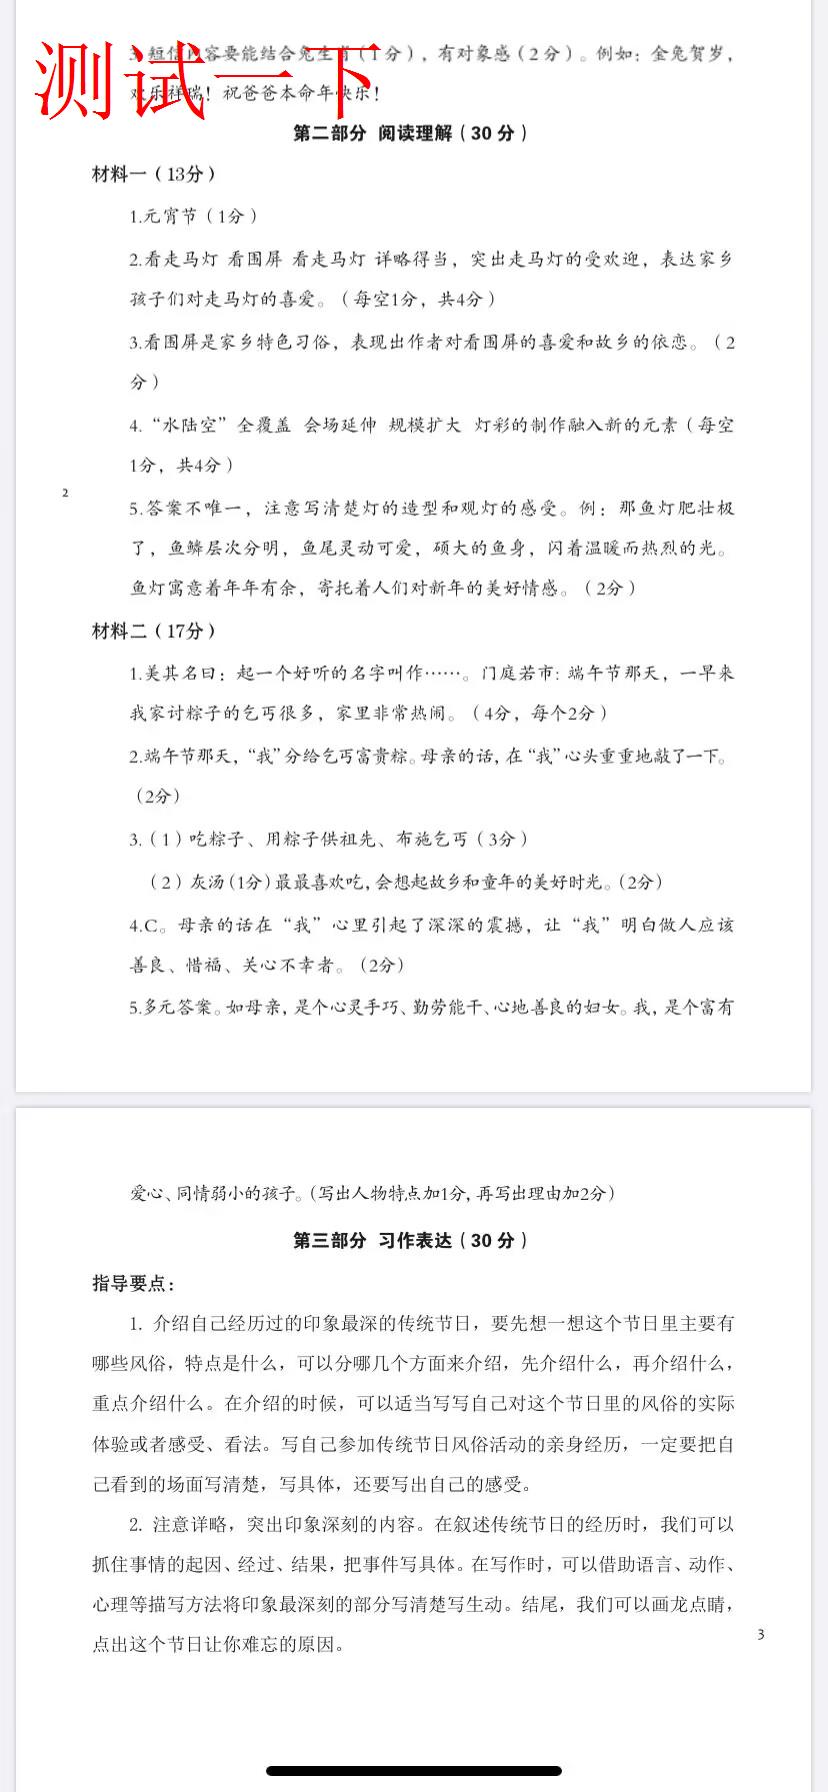 测试一下
3.短信内容要能结合兔生肖（1分），有对象感（2分）。例如：金兔贺岁，
欢乐祥瑞！祝爸爸本命年快乐！
第二部分 阅读理解（30 分）
材料一（13分）
1.元宵节（1分）
2.看走马灯 看围屏 看走马灯 详略得当，突出走马灯的受欢迎，表达家乡
孩子们对走马灯的喜爱。（每空1分，共4分）
3.看围屏是家乡特色习俗，表现出作者对看围屏的喜爱和故乡的依恋。（2
分）
4.“水陆空”全覆盖 会场延伸 规模扩大 灯彩的制作融入新的元素（每空
1分，共4分）
2
5.答案不唯一，注意写清楚灯的造型和观灯的感受。例：那鱼灯肥壮极
了，鱼鳞层次分明，鱼尾灵动可爱，硕大的鱼身，闪着温暖而热烈的光。
鱼灯寓意着年年有余，寄托着人们对新年的美好情感。（2分）
材料二（17分）
1.美其名曰：起一个好听的名字叫作……。门庭若市：端午节那天，一早来
我家讨粽子的乞丐很多，家里非常热闹。（4分，每个2分）
2.端午节那天，“我”分给乞丐富贵粽。母亲的话，在“我”心头重重地敲了一下。
（2分）
3.（1）吃粽子、用粽子供祖先、布施乞丐（3分）
（2）灰汤（1分）最最喜欢吃，会想起故乡和童年的美好时光。（2分）
4.C。母亲的话在“我”心里引起了深深的震撼，让“我”明白做人应该
善良、惜福、关心不幸者。（2分）
5.多元答案。如母亲，是个心灵手巧、勤劳能干、心地善良的妇女。我，是个富有
爱心、同情弱小的孩子。（写出人物特点加1分，再写出理由加2分）
第三部分 习作表达（30 分）
指导要点：
1. 介绍自己经历过的印象最深的传统节日，要先想一想这个节日里主要有
哪些风俗，特点是什么，可以分哪几个方面来介绍，先介绍什么，再介绍什么，
重点介绍什么。在介绍的时候，可以适当写写自己对这个节日里的风俗的实际
体验或者感受、看法。写自己参加传统节日风俗活动的亲身经历，一定要把自
己看到的场面写清楚，写具体，还要写出自己的感受。
2. 注意详略，突出印象深刻的内容。在叙述传统节日的经历时，我们可以
抓住事情的起因、经过、结果，把事件写具体。在写作时，可以借助语言、动作、
心理等描写方法将印象最深刻的部分写清楚写生动。结尾，我们可以画龙点睛，
点出这个节日让你难忘的原因。
3